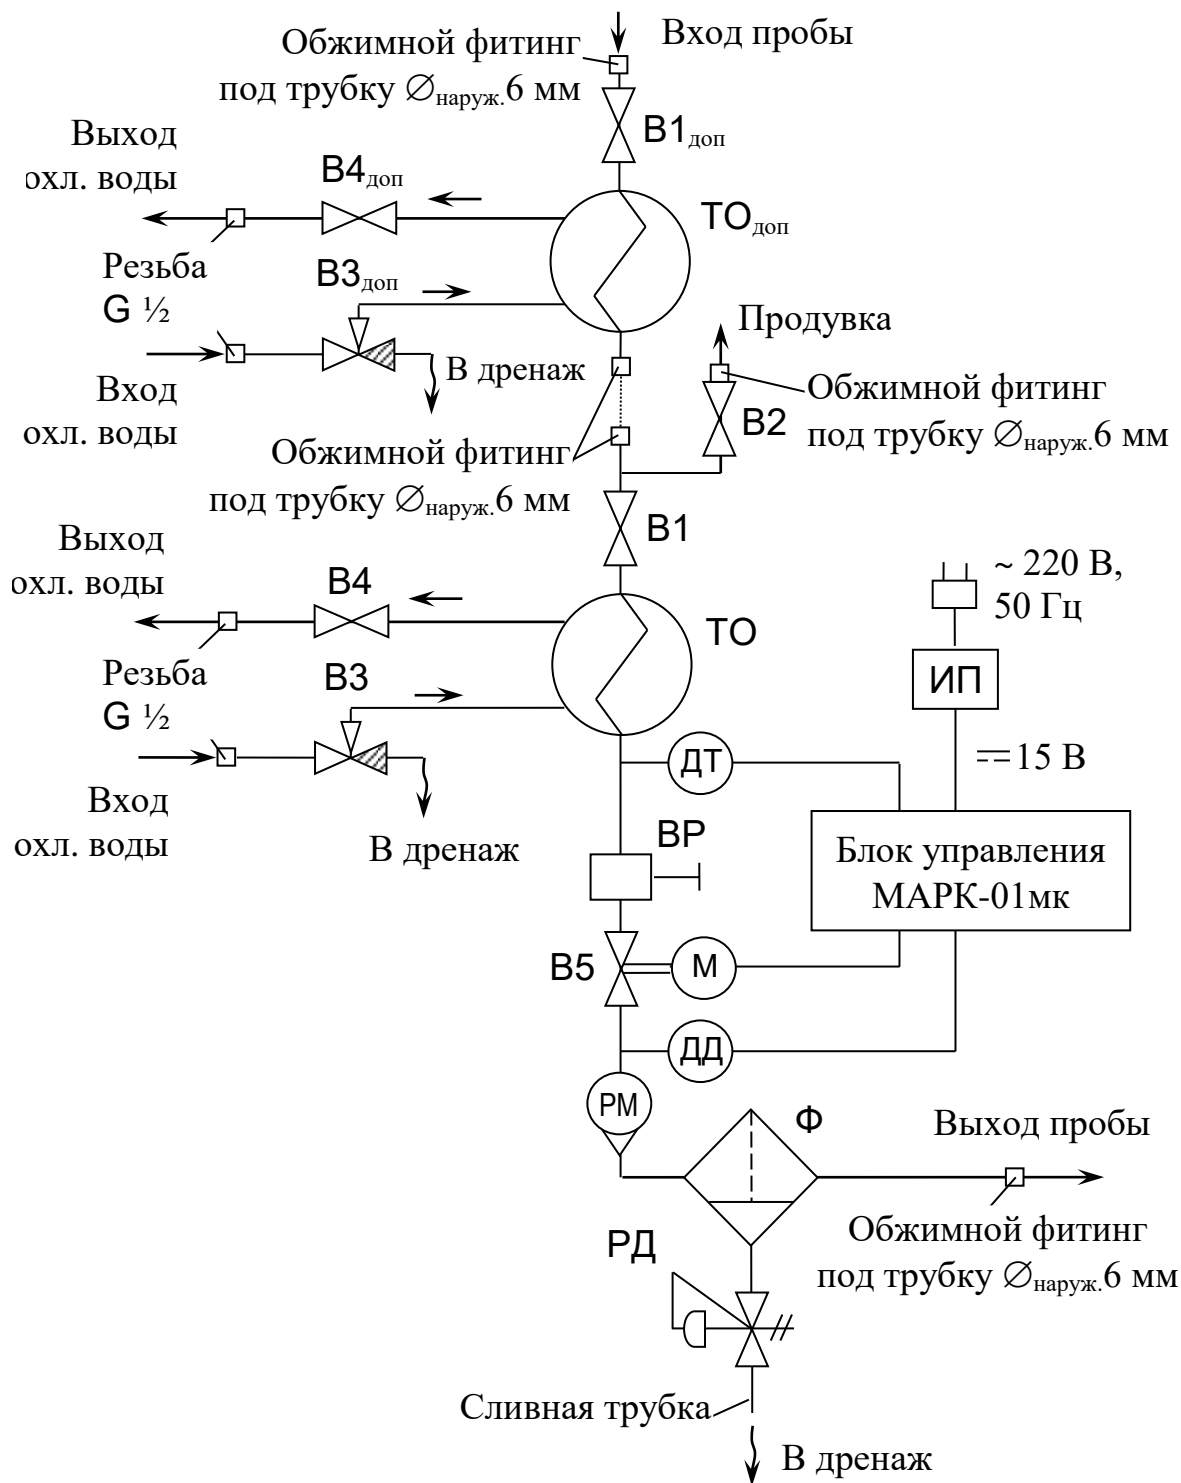 Вход пробы
Обжимной фитинг
под трубку ∅наруж.6 мм
В1доп
Выход
охл. воды
В4доп
ТОдоп
Резьба
G ½
В3доп
Вход
охл. воды
В дренаж
Продувка
Обжимной фитинг
под трубку ∅наруж.6 мм
В2
Обжимной фитинг
под трубку ∅наруж.6 мм
В1
Выход
охл. воды
В4
ТО
~ 220 В,
50 Гц
Резьба
G ½
В3
ИП
15 В
ДТ
Вход
охл. воды
В дренаж
ВР
Блок управления
МАРК-01мк
В5
М
ДД
РМ
Ф
Выход пробы
Обжимной фитинг
под трубку ∅наруж.6 мм
РД
Сливная трубка
В дренаж